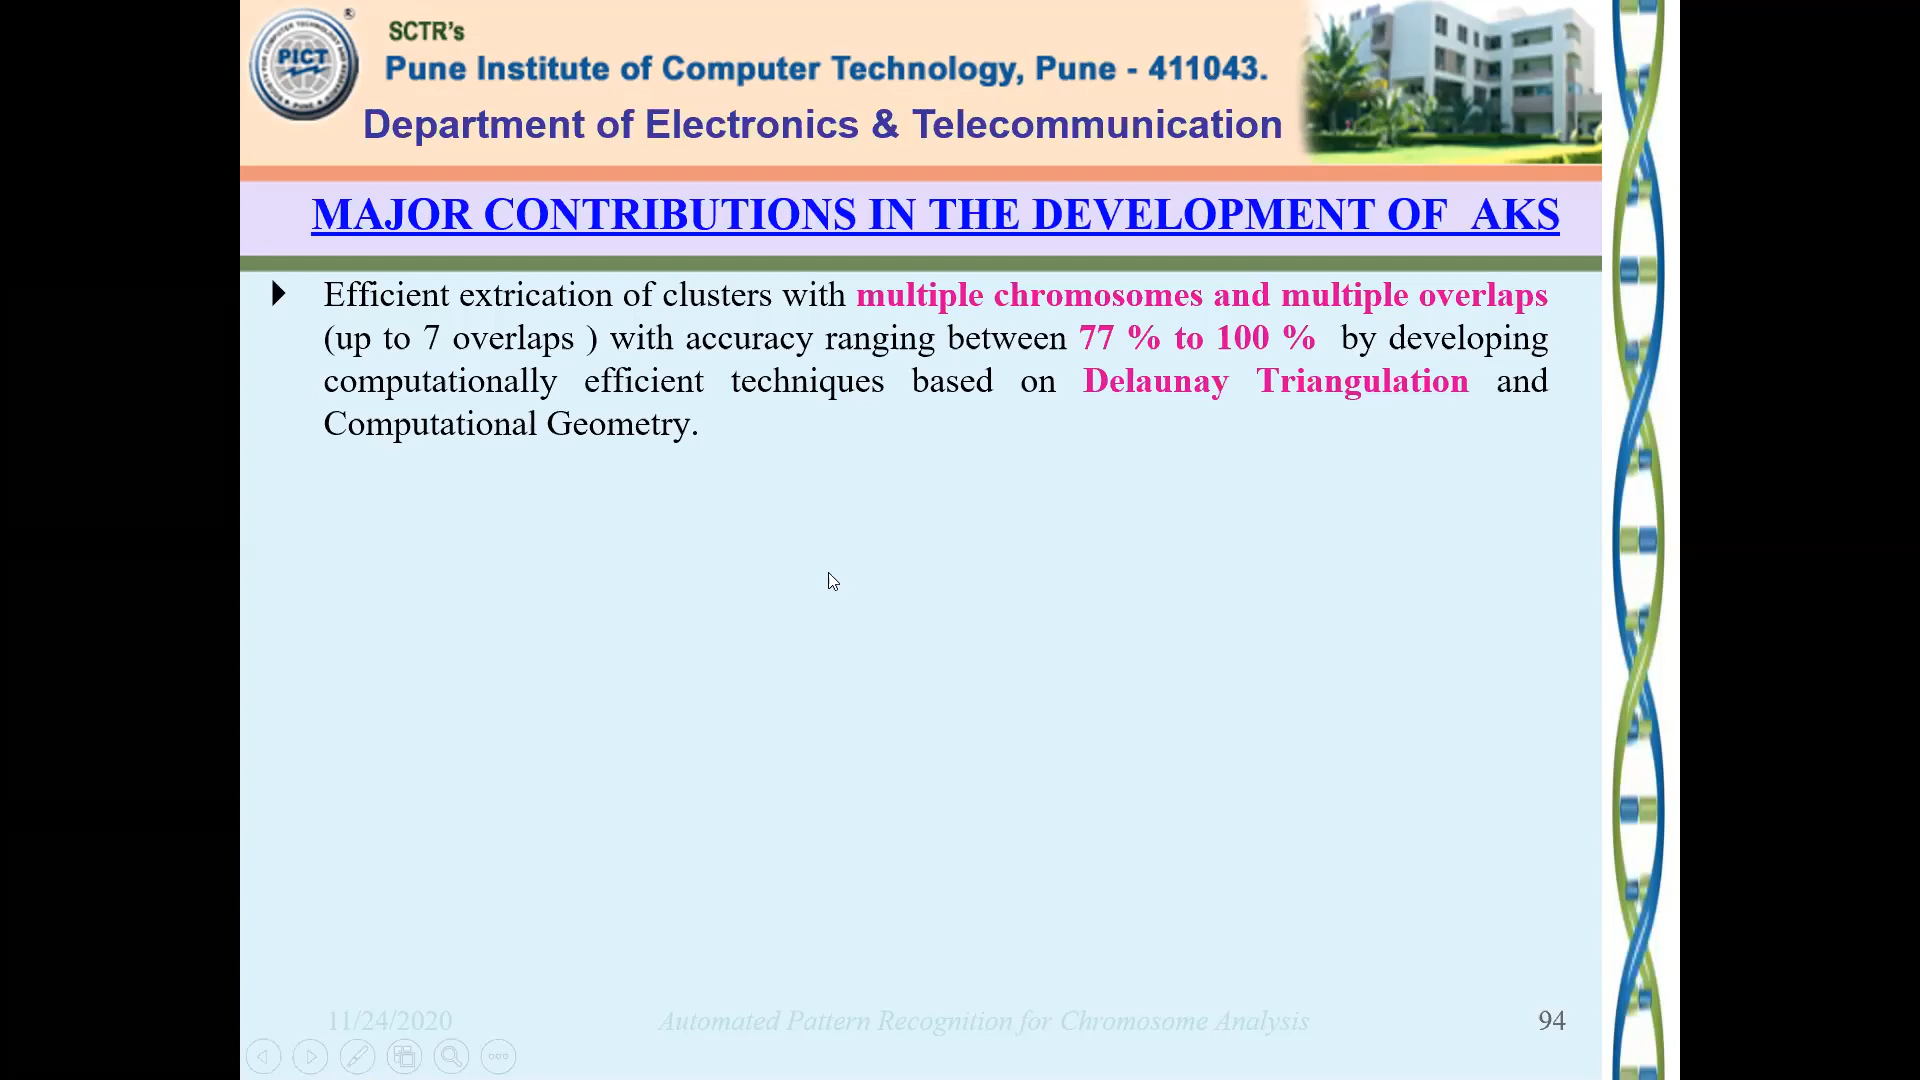 PICT
®
SCTR's
Pune Institute of Computer Technology, Pune - 411043.
Department of Electronics & Telecommunication
MAJOR CONTRIBUTIONS IN THE DEVELOPMENT OF AKS
Efficient extrication of clusters with multiple chromosomes and multiple overlaps
(up to 7 overlaps ) with accuracy ranging between 77 % to 100 % by developing
computationally efficient techniques based on Delaunay Triangulation and
Computational Geometry.
11/24/2020
Automated Pattern Recognition for Chromosome Analysis
94